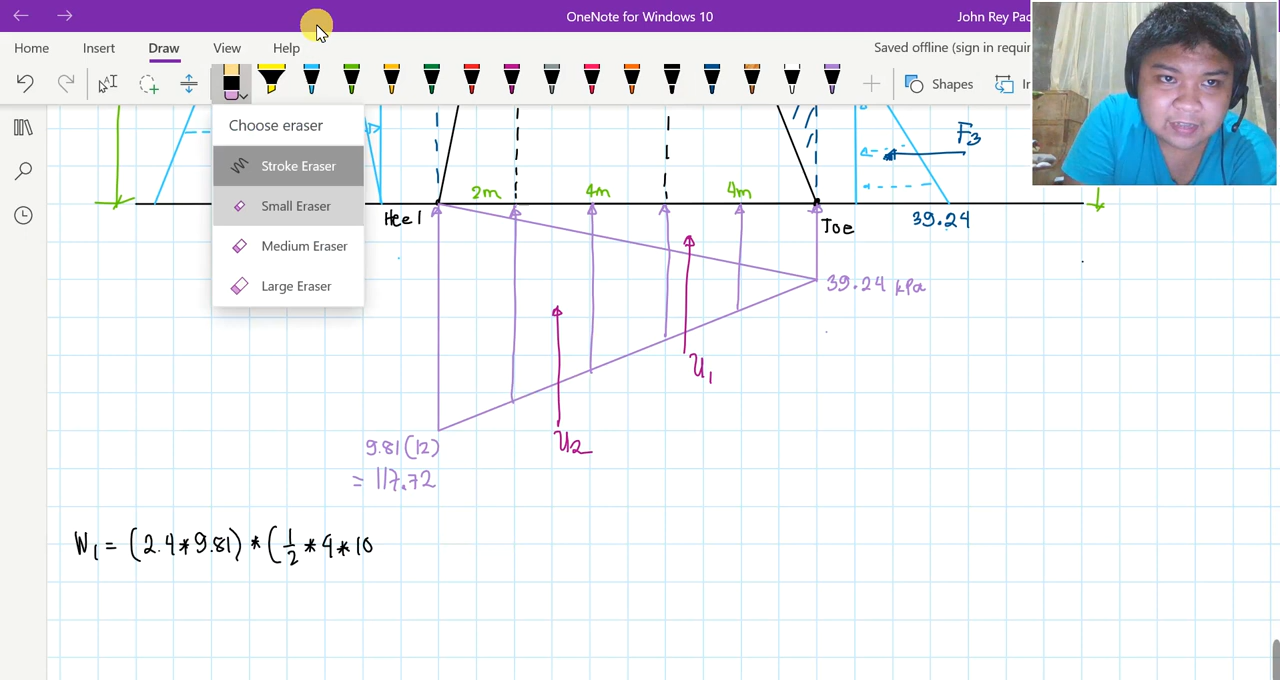 OneNote for Windows 10
John Rey Pac
Home Insert Draw View Help
Saved offline (sign in requir
Shapes
In
Choose eraser
Stroke Eraser
Small Eraser
Medium Eraser
Large Eraser
F3
2m 4m 4m
Heel
Toe
39.24
39.24 kPa
U1
U2
9.81(12)
= 117.72
W1 = (2.4*9.81) * (1/2 * 4 * 10